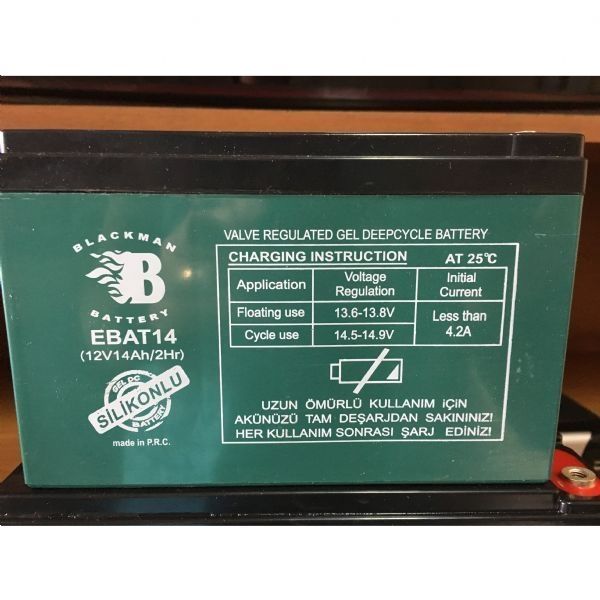 BLACKMAN
B
BATTERY
EBAT14
(12V14Ah/2Hr)
GEL DC
SİLİKONLU
BATTERY
made in P.R.C.
VALVE REGULATED GEL DEEPCYCLE BATTERY
CHARGING INSTRUCTION AT 25℃
Application Voltage Regulation Initial Current
Floating use 13.6-13.8V Less than 4.2A
Cycle use 14.5-14.9V
UZUN ÖMÜRLÜ KULLANIM İÇİN
AKÜNÜZÜ TAM DEŞARJDAN SAKININIZ!
HER KULLANIM SONRASI ŞARJ EDİNİZ!